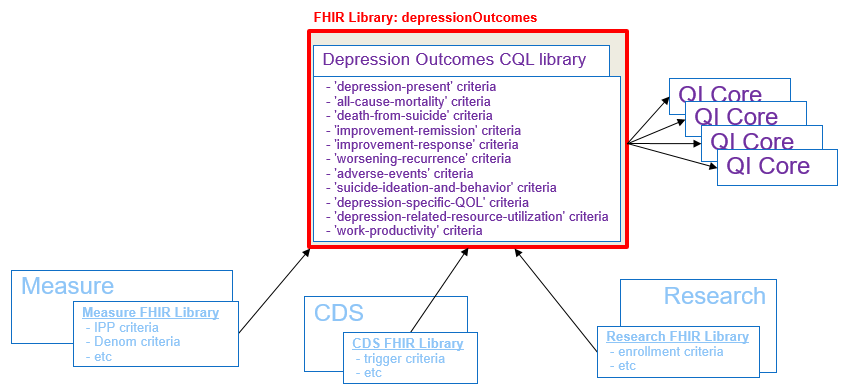 FHIR Library: depressionOutcomes
Depression Outcomes CQL library
- 'depression-present' criteria
- 'all-cause-mortality' criteria
- 'death-from-suicide' criteria
- 'improvement-remission' criteria
- 'improvement-response' criteria
- 'worsening-recurrence' criteria
- 'adverse-events' criteria
- 'suicide-ideation-and-behavior' criteria
- 'depression-specific-QOL' criteria
- 'depression-related-resource-utilization' criteria
- 'work-productivity' criteria
QI Core
QI Core
QI Core
QI Core
Measure
Measure FHIR Library
- IPP criteria
- Denom criteria
- etc
CDS
CDS FHIR Library
- trigger criteria
- etc
Research
Research FHIR Library
- enrollment criteria
- etc